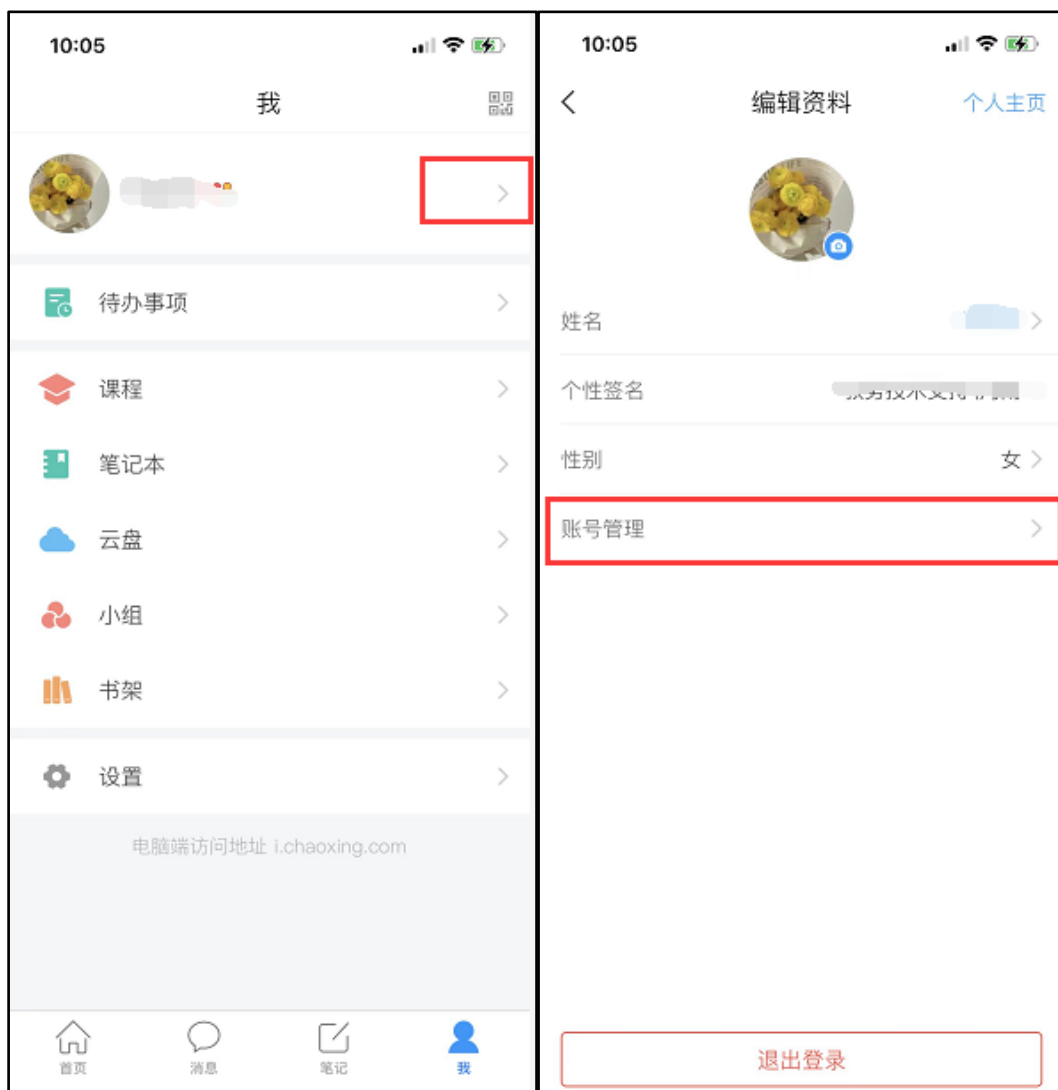 10:05
我
待办事项
课程
笔记本
云盘
小组
书架
设置
电脑端访问地址 i.chaoxing.com
首页
消息
笔记
我
10:05
编辑资料
个人主页
姓名
个性签名
性别
女
账号管理
退出登录